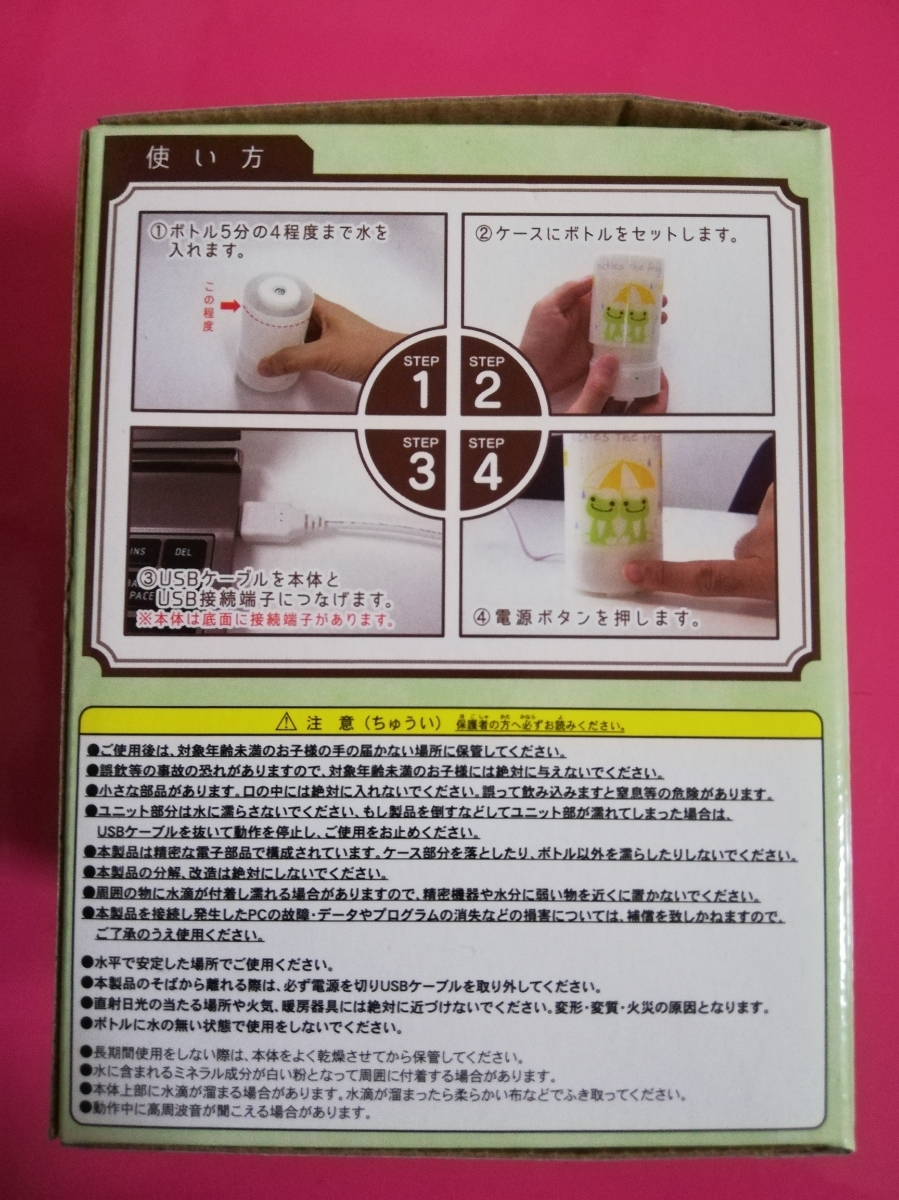 使い方
①ボトル5分の4程度まで水を
入れます。
この程度
STEP
1
②ケースにボトルをセットします。
the frog
STEP
2
STEP
3
INS
DEL
PACE
③USBケーブルを本体と
USB接続端子につなげます。
※本体は底面に接続端子があります。
STEP
4
the fro
④電源ボタンを押します。
⚠ 注 意(ちゅうい) 保護者の方へ必ずお読みください。
●ご使用後は、対象年齢未満のお子様の手の届かない場所に保管してください。
●誤飲等の事故の恐れがありますので、対象年齢未満のお子様には絶対に与えないでください。
●小さな部品があります。口の中には絶対に入れないでください。誤って飲み込みますと窒息等の危険があります。
●ユニット部分は水に濡らさないでください、もし製品を倒すなどしてユニット部が濡れてしまった場合は、
USBケーブルを抜いて動作を停止し、ご使用をお止めください。
●本製品は精密な電子部品で構成されています。ケース部分を落としたり、ボトル以外を濡らしたりしないでください。
●本製品の分解、改造は絶対にしないでください。
●周囲の物に水滴が付着し濡れる場合がありますので、精密機器や水分に弱い物を近くに置かないでください。
●本製品を接続し発生したPCの故障・データやプログラムの消失などの損害については、補償を致しかねますので、
ご了承のうえ使用ください。
●水平で安定した場所でご使用ください。
●本製品のそばから離れる際は、必ず電源を切りUSBケーブルを取り外してください。
●直射日光の当たる場所や火気、暖房器具には絶対に近づけないでください。変形・変質・火災の原因となります。
●ボトルに水の無い状態で使用をしないでください。
●長期間使用をしない際は、本体をよく乾燥させてから保管してください。
●水に含まれるミネラル成分が白い粉となって周囲に付着する場合があります。
●本体上部に水滴が溜まる場合があります。水滴が溜まったら柔らかい布などでふき取ってください。
●動作中に高周波音が聞こえる場合があります。